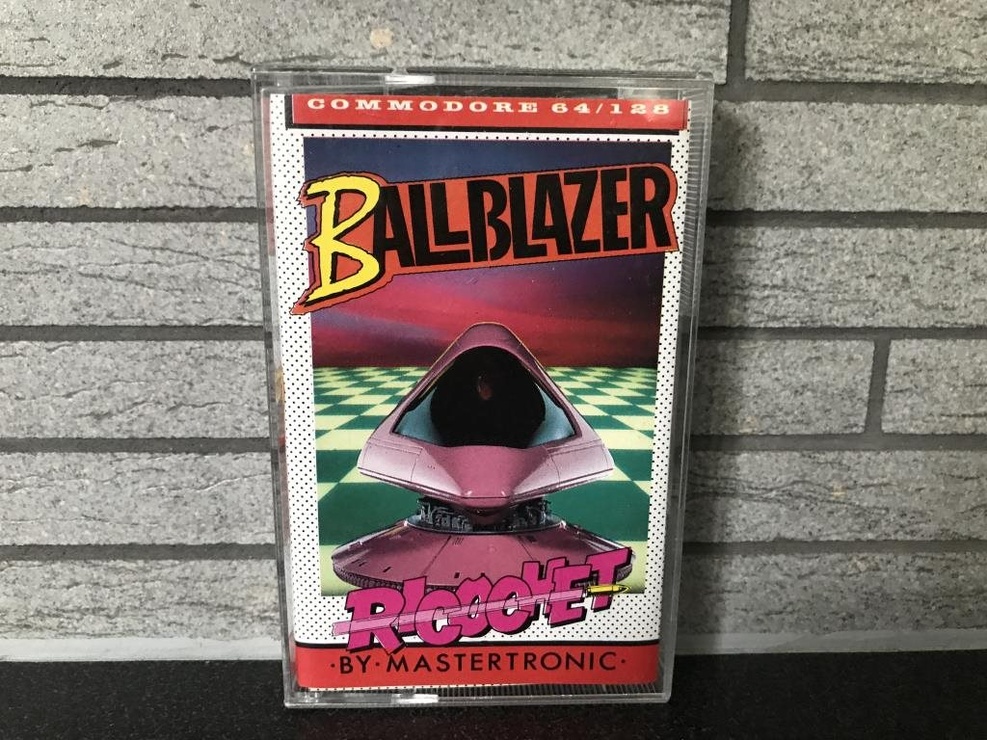 COMMODORE 64/128
BALLBLAZER
RICOCHET
·BY·MASTERTRONIC·